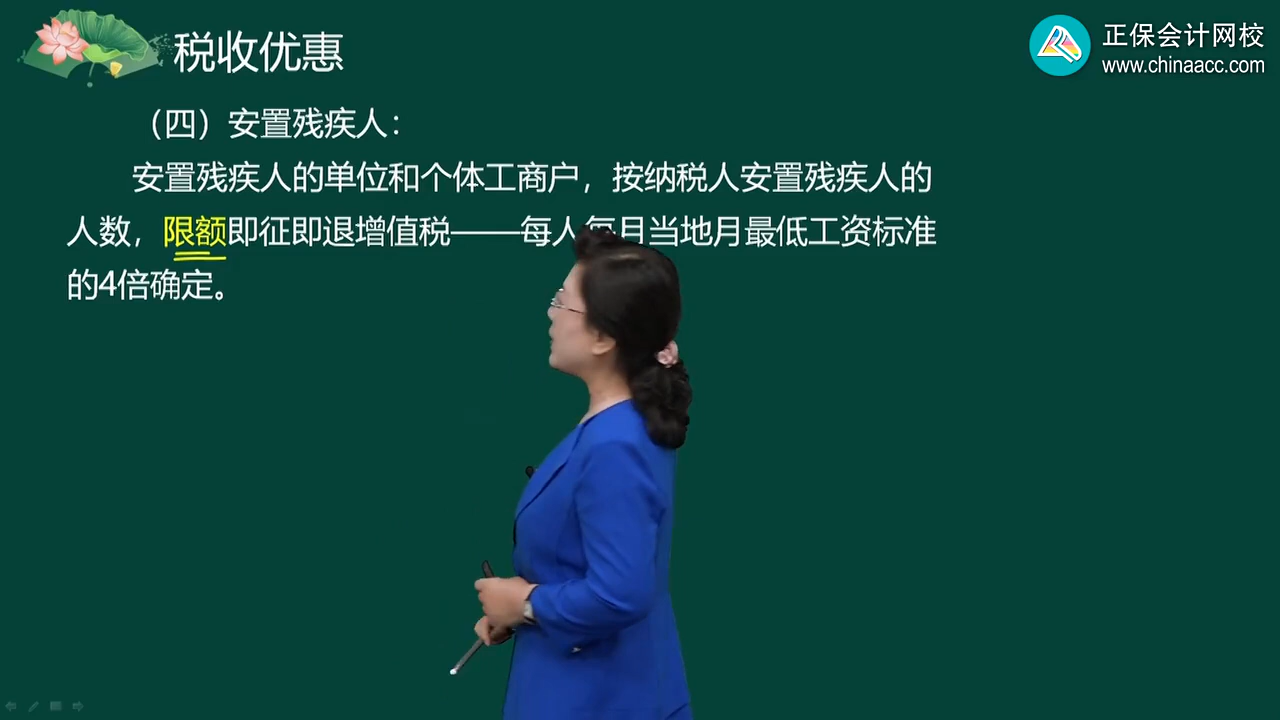 税收优惠
正保会计网校
www.chinaacc.com
（四）安置残疾人：
安置残疾人的单位和个体工商户，按纳税人安置残疾人的
人数，限额即征即退增值税——每人每月当地月最低工资标准
的4倍确定。